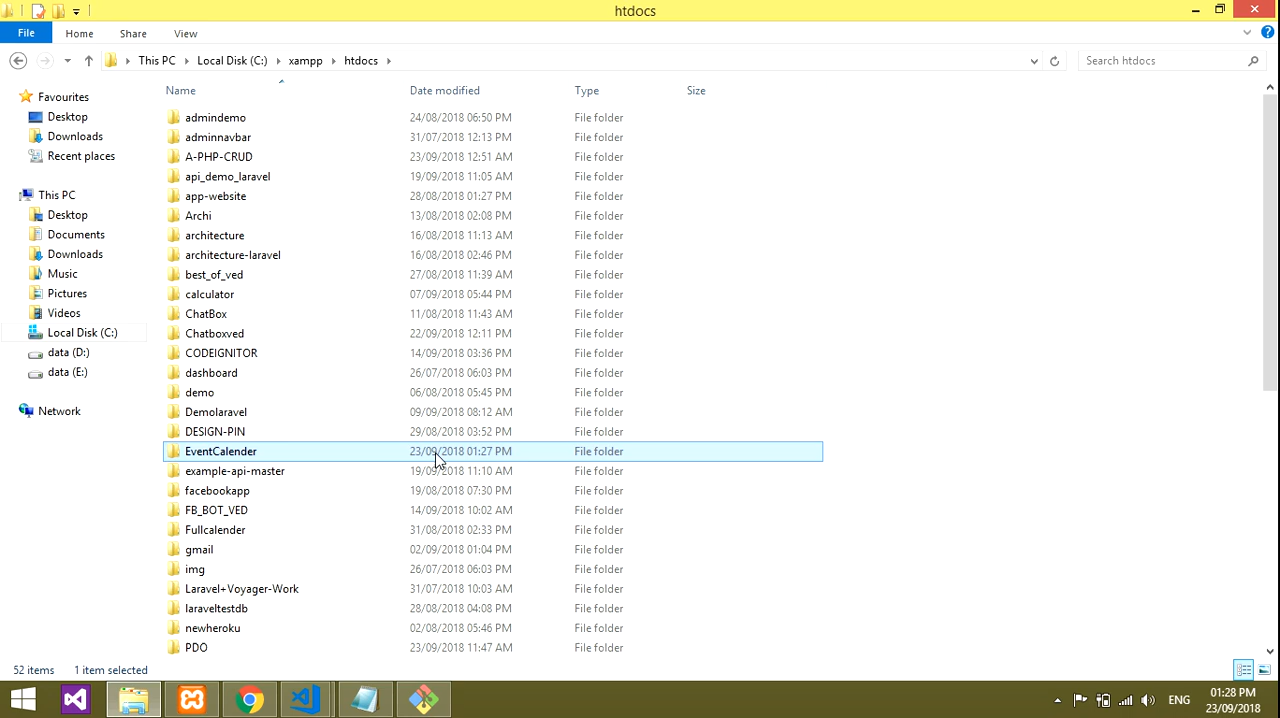 htdocs
File Home Share View
This PC Local Disk (C:) xampp htdocs Search htdocs
Name Date modified Type Size
Favourites
Desktop
Downloads
Recent places
This PC
Desktop
Documents
Downloads
Music
Pictures
Videos
Local Disk (C:)
data (D:)
data (E:)
Network
admindemo 24/08/2018 06:50 PM File folder
adminnavbar 31/07/2018 12:13 PM File folder
A-PHP-CRUD 23/09/2018 12:51 AM File folder
api_demo_laravel 19/09/2018 11:05 AM File folder
app-website 28/08/2018 01:27 PM File folder
Archi 13/08/2018 02:08 PM File folder
architecture 16/08/2018 11:13 AM File folder
architecture-laravel 16/08/2018 02:46 PM File folder
best_of_ved 27/08/2018 11:39 AM File folder
calculator 07/09/2018 05:44 PM File folder
ChatBox 11/08/2018 11:43 AM File folder
Chatboxved 22/09/2018 12:11 PM File folder
CODEIGNITOR 14/09/2018 03:36 PM File folder
dashboard 26/07/2018 06:03 PM File folder
demo 06/08/2018 05:45 PM File folder
Demolaravel 09/09/2018 08:12 AM File folder
DESIGN-PIN 29/08/2018 03:52 PM File folder
EventCalender 23/09/2018 01:27 PM File folder
example-api-master 19/09/2018 11:10 AM File folder
facebookapp 19/08/2018 07:30 PM File folder
FB_BOT_VED 14/09/2018 10:02 AM File folder
Fullcalender 31/08/2018 02:33 PM File folder
gmail 02/09/2018 01:04 PM File folder
img 26/07/2018 06:03 PM File folder
Laravel+Voyager-Work 31/07/2018 10:03 AM File folder
laraveltestdb 28/08/2018 04:08 PM File folder
newheroku 02/08/2018 05:46 PM File folder
PDO 23/09/2018 11:47 AM File folder
52 items 1 item selected
ENG
01:28 PM
23/09/2018